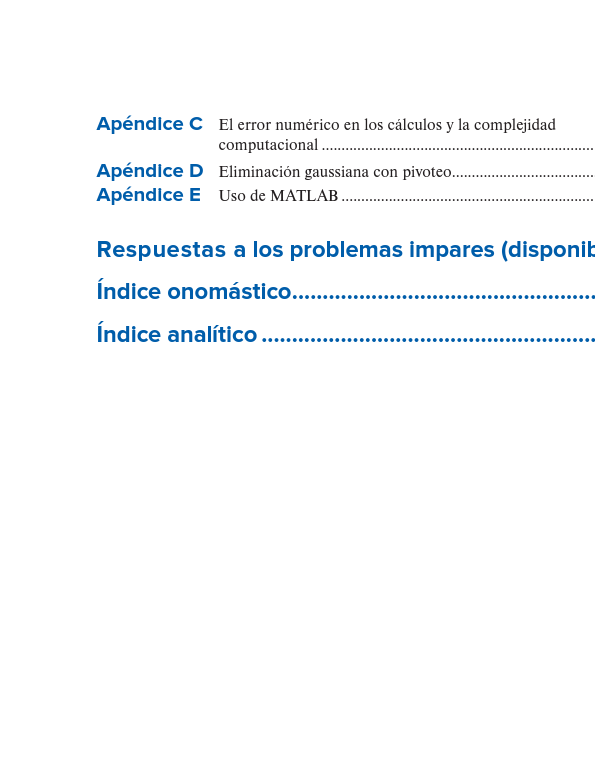 Apéndice C El error numérico en los cálculos y la complejidad
computacional ....................................................................
Apéndice D Eliminación gaussiana con pivoteo...................................
Apéndice E Uso de MATLAB ...............................................................
Respuestas a los problemas impares (disponib
Índice onomástico..................................................
Índice analítico .......................................................